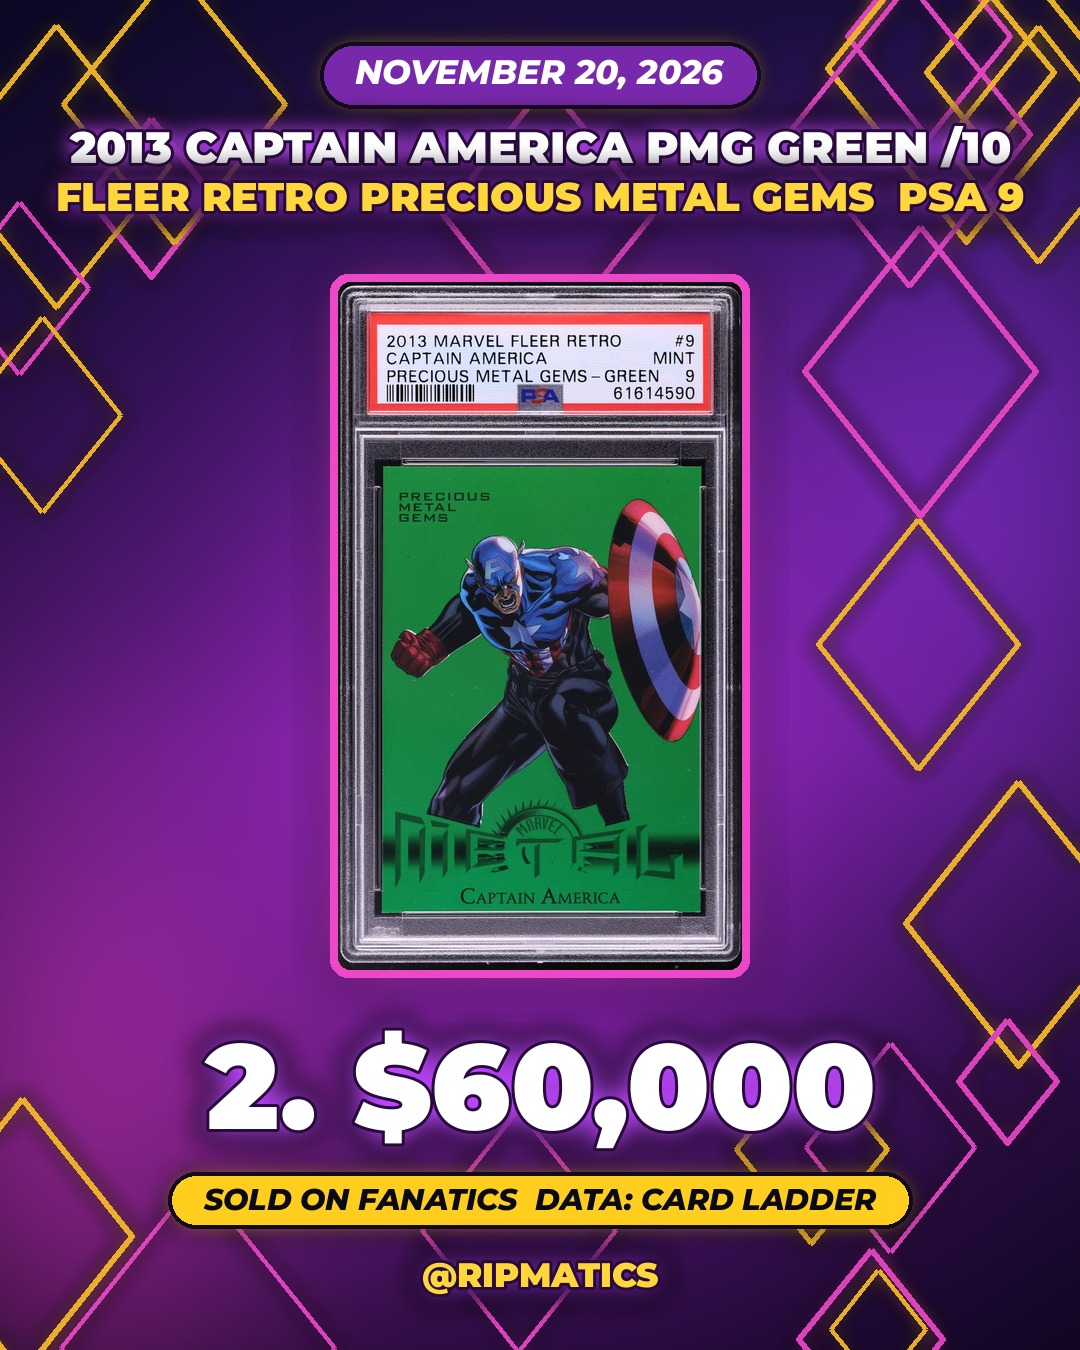 NOVEMBER 20, 2026
2013 CAPTAIN AMERICA PMG GREEN /10
FLEER RETRO PRECIOUS METAL GEMS PSA 9
2013 MARVEL FLEER RETRO #9
CAPTAIN AMERICA MINT
PRECIOUS METAL GEMS - GREEN 9
PSA 61614590
PRECIOUS
METAL
GEMS
A
MARVEL
METAL
CAPTAIN AMERICA
2. $60,000
SOLD ON FANATICS DATA: CARD LADDER
@RIPMATICS